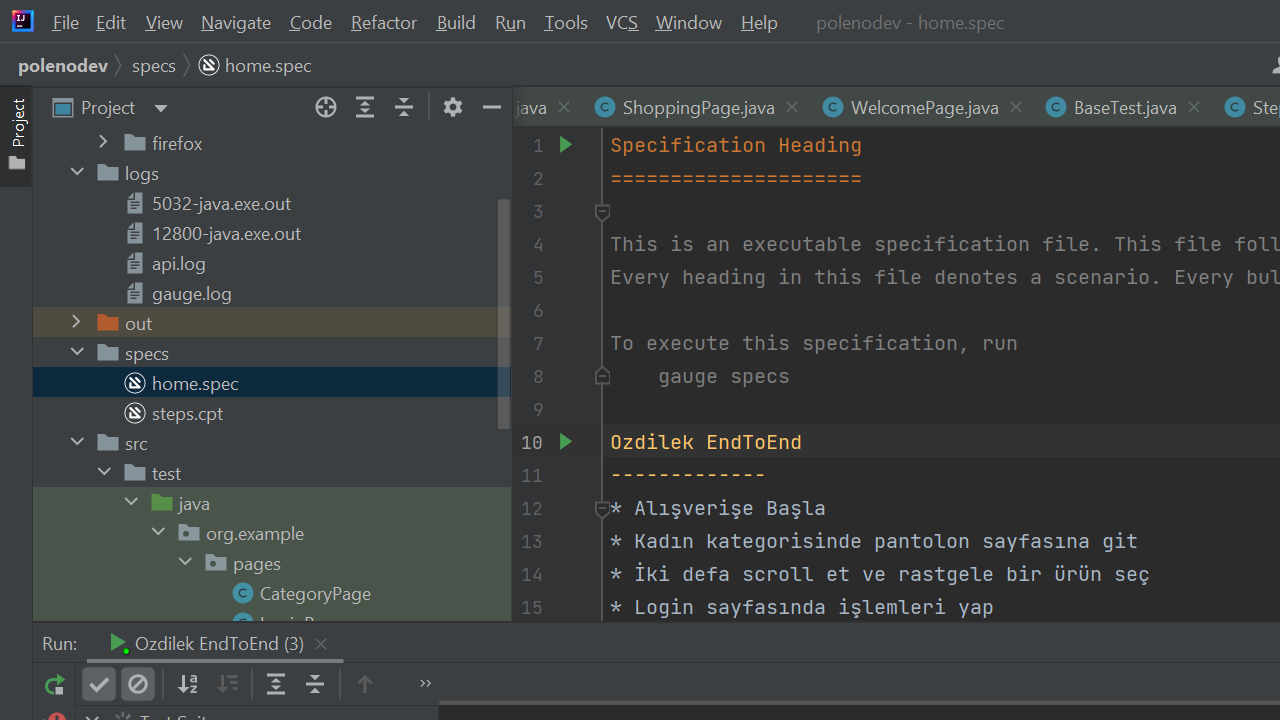 File Edit View Navigate Code Refactor Build Run Tools VCS Window Help polenodev - home.spec
polenodev specs home.spec
Project
Project
java ShoppingPage.java WelcomePage.java BaseTest.java
firefox
logs
5032-java.exe.out
12800-java.exe.out
api.log
gauge.log
out
specs
home.spec
steps.cpt
src
test
java
org.example
pages
CategoryPage
1 Specification Heading
2 =====================
3
4 This is an executable specification file. This file
5 Every heading in this file denotes a scenario. Every
6
7 To execute this specification, run
8 gauge specs
9
10 Ozdilek EndToEnd
11 -------------
12 * Alışverişe Başla
13 * Kadın kategorisinde pantolon sayfasına git
14 * İki defa scroll et ve rastgele bir ürün seç
15 * Login sayfasında işlemleri yap
Run: Ozdilek EndToEnd (3)